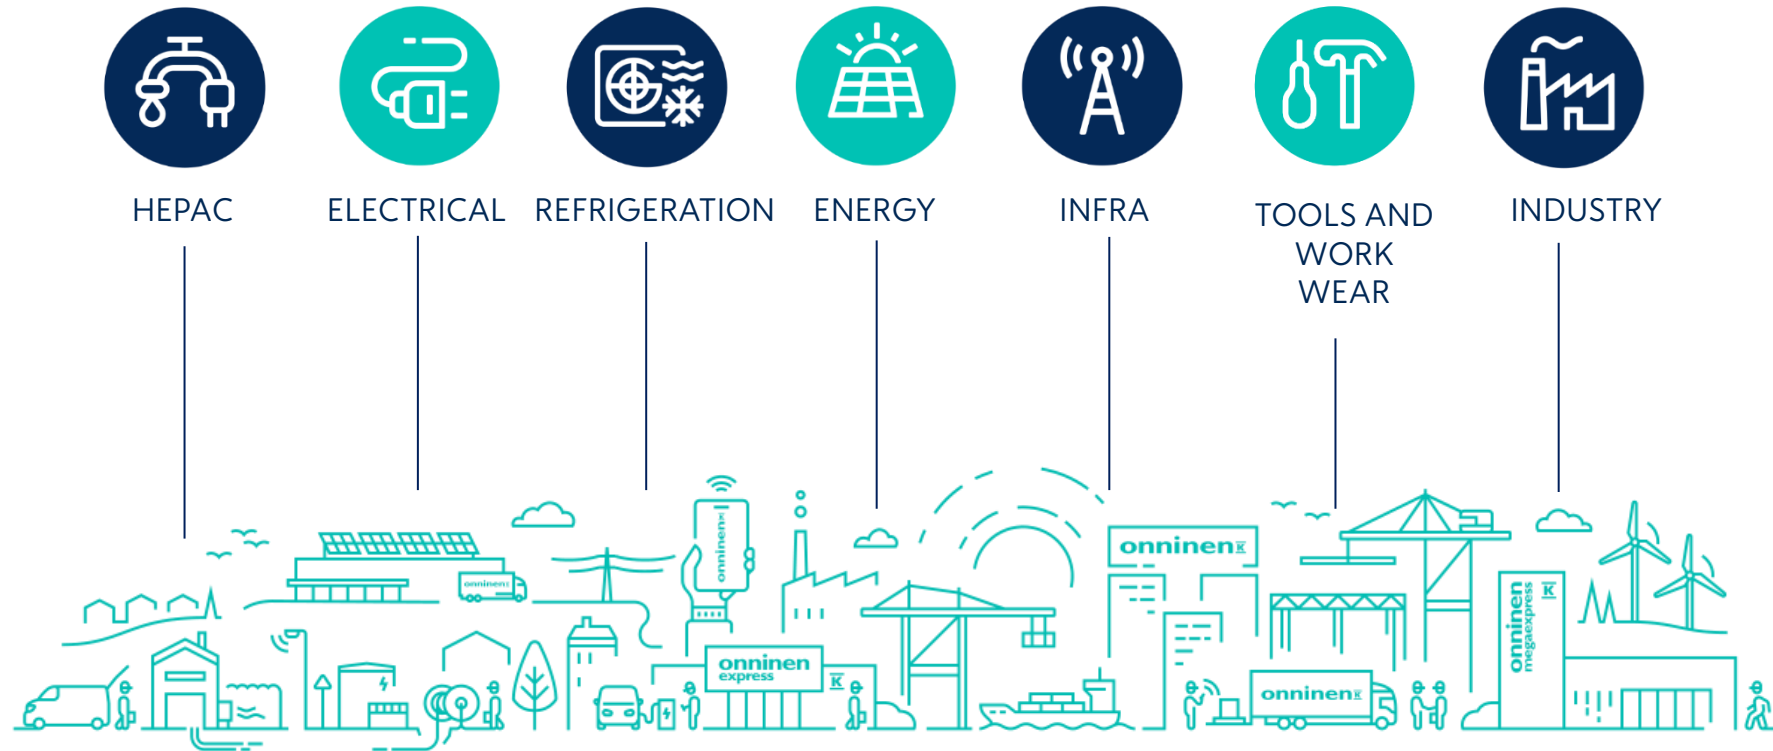 HEPAC
ELECTRICAL
REFRIGERATION
ENERGY
INFRA
TOOLS AND
WORK
WEAR
INDUSTRY
onninen K
onninen
onninen K
onninen
express
K
onninen K
onninen
megaexpress
K